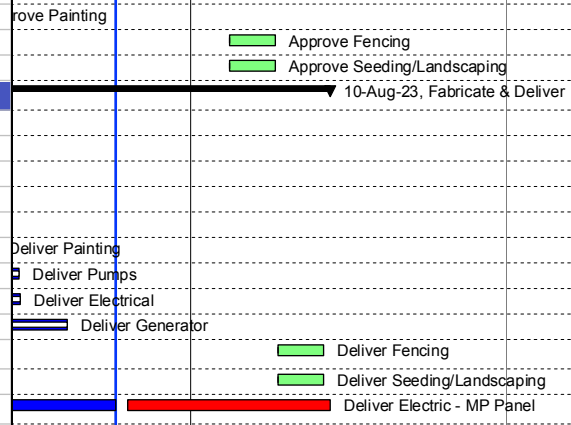 rove Painting
Approve Fencing
Approve Seeding/Landscaping
10-Aug-23, Fabricate & Deliver
Deliver Painting
Deliver Pumps
Deliver Electrical
Deliver Generator
Deliver Fencing
Deliver Seeding/Landscaping
Deliver Electric - MP Panel